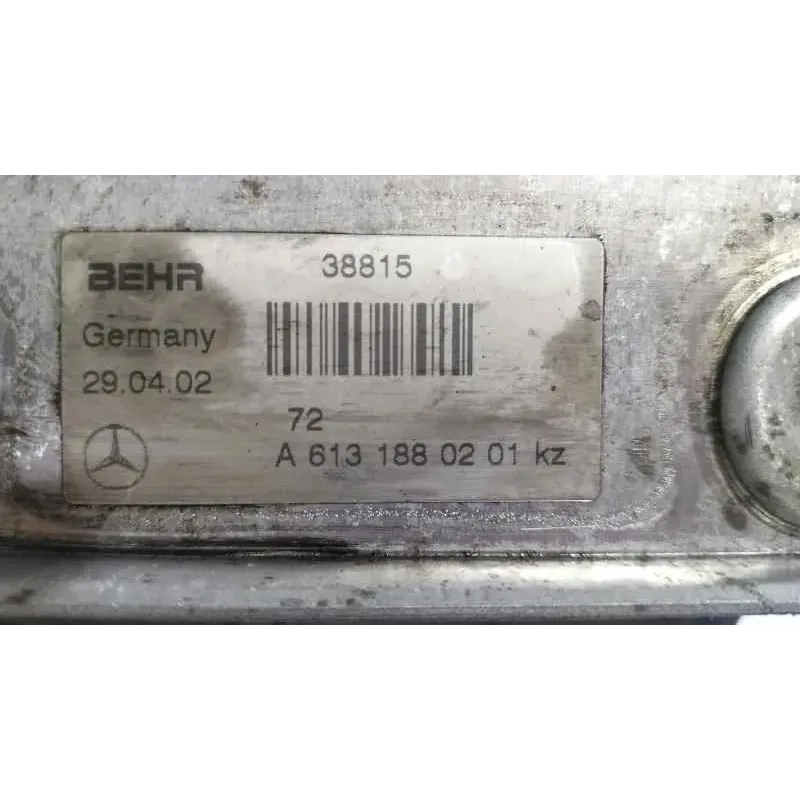 BEHR 38815
Germany
29.04.02
72
A 613 188 02 01 kz